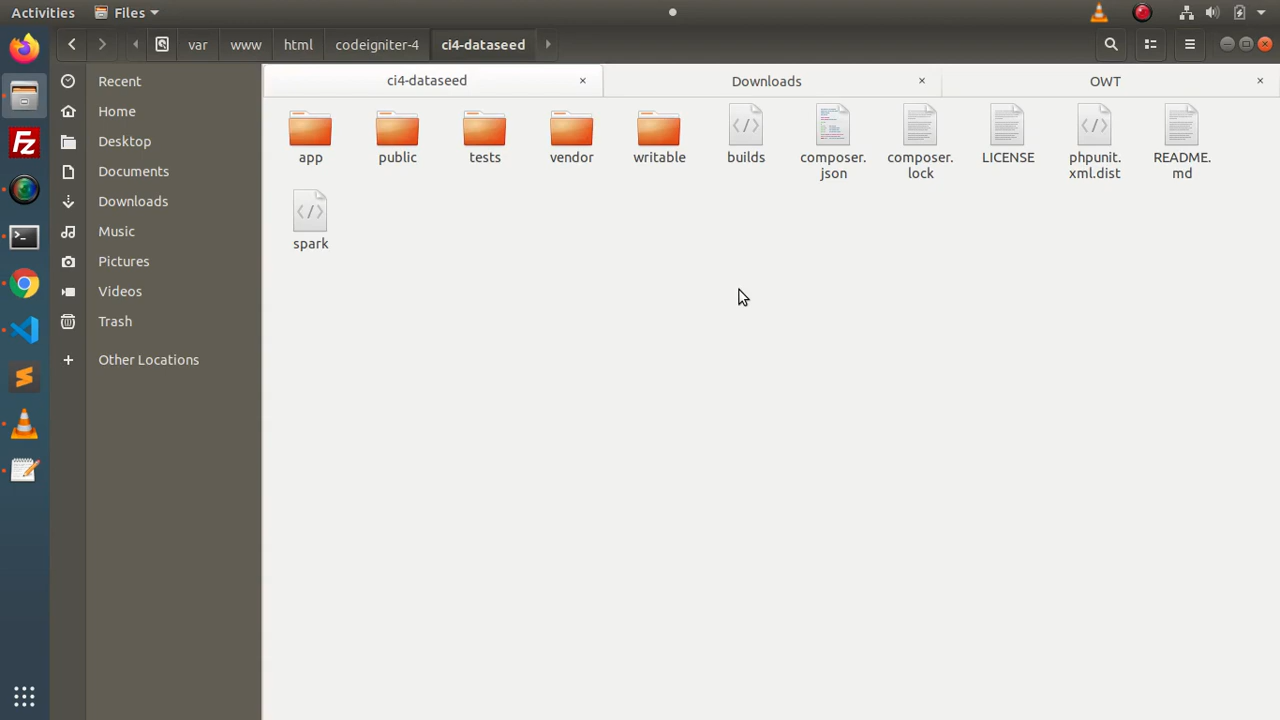 Activities Files
var www html codeigniter-4 ci4-dataseed
ci4-dataseed × Downloads × OWT ×
Recent
Home
Desktop
Documents
Downloads
Music
Pictures
Videos
Trash
+ Other Locations
app public tests vendor writable builds composer. composer. LICENSE phpunit. README.
json lock xml.dist md
spark